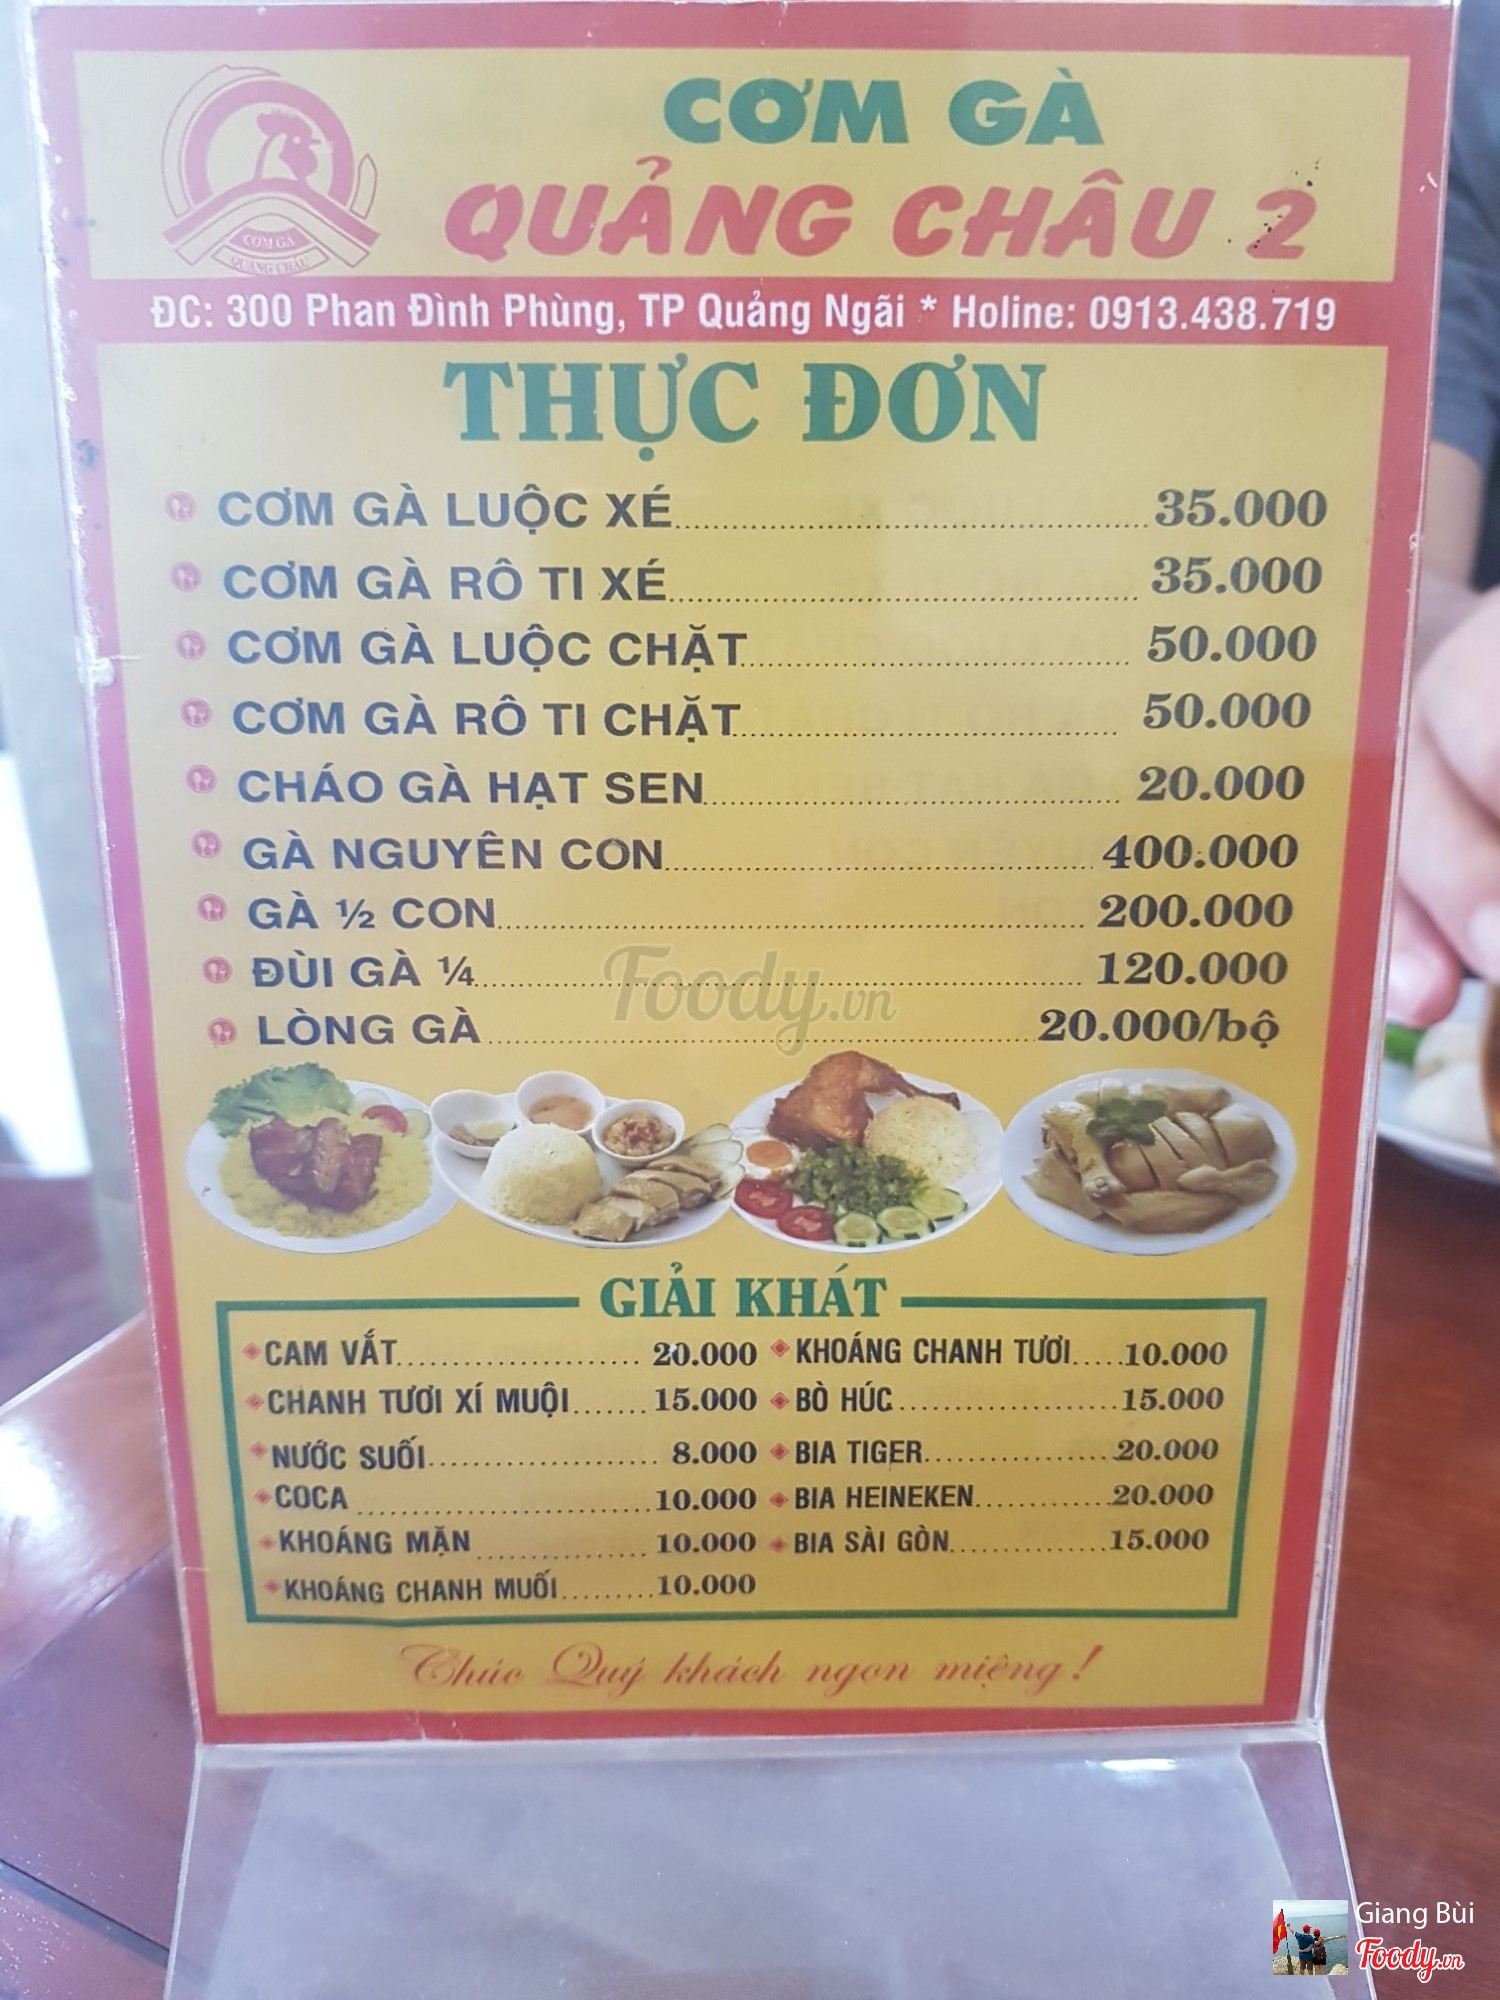 CƠM GÀ
QUẢNG CHÂU 2
CƠM GÀ
QUẢNG CHÂU
ĐC: 300 Phan Đình Phùng, TP Quảng Ngãi * Holine: 0913.438.719
THỰC ĐƠN
CƠM GÀ LUỘC XÉ 35.000
CƠM GÀ RÔ TI XÉ 35.000
CƠM GÀ LUỘC CHẶT 50.000
CƠM GÀ RÔ TI CHẶT 50.000
CHÁO GÀ HẠT SEN 20.000
GÀ NGUYÊN CON 400.000
GÀ ½ CON 200.000
ĐÙI GÀ ¼ 120.000
LÒNG GÀ 20.000/bộ
Foody.vn
GIẢI KHÁT
CAM VẮT 20.000
CHANH TƯƠI XÍ MUỘI 15.000
NƯỚC SUỐI 8.000
COCA 10.000
KHOÁNG MẶN 10.000
KHOÁNG CHANH MUỐI 10.000
KHOÁNG CHANH TƯƠI 10.000
BÒ HÚC 15.000
BIA TIGER 20.000
BIA HEINEKEN 20.000
BIA SÀI GÒN 15.000
Chúc Quý khách ngon miệng!
Giang Bùi
Foody.vn